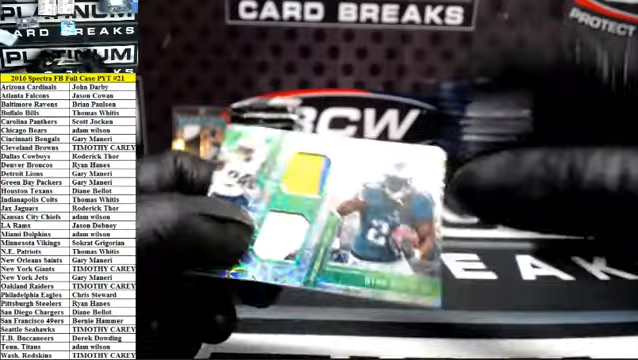 PLATINUM
CARD BREAKS
PLATINUM
CARD BREAKS
PROTECT
2016 Spectra FB Full Case PYT #21
Arizona Cardinals John Darby
Atlanta Falcons Jason Cowan
Baltimore Ravens Brian Paulsen
Buffalo Bills Thomas Whitis
Carolina Panthers Scott Jocken
Chicago Bears adam wilson
Cincinnati Bengals Gary Maneri
Cleveland Browns TIMOTHY CAREY
Dallas Cowboys Roderick Thor
Denver Broncos Ryan Hanes
Detroit Lions Gary Maneri
Green Bay Packers Gary Maneri
Houston Texans Diane Bellot
Indianapolis Colts Thomas Whitis
Jax Jaguars Roderick Thor
Kansas City Chiefs adam wilson
LA Rams Jason Debney
Miami Dolphins adam wilson
Minnesota Vikings Sokrat Grigorian
N.E. Patriots Thomas Whitis
New Orleans Saints Gary Maneri
New York Giants TIMOTHY CAREY
New York Jets Gary Maneri
Oakland Raiders TIMOTHY CAREY
Philadelphia Eagles Chris Steward
Pittsburgh Steelers Ryan Hanes
San Diego Chargers Diane Bellot
San Francisco 49ers Bernie Hammer
Seattle Seahawks TIMOTHY CAREY
T.B. Buccaneers Derek Dowding
Tenn. Titans adam wilson
Wash. Redskins TIMOTHY CAREY
CARD BREAKS
BCW
EAK